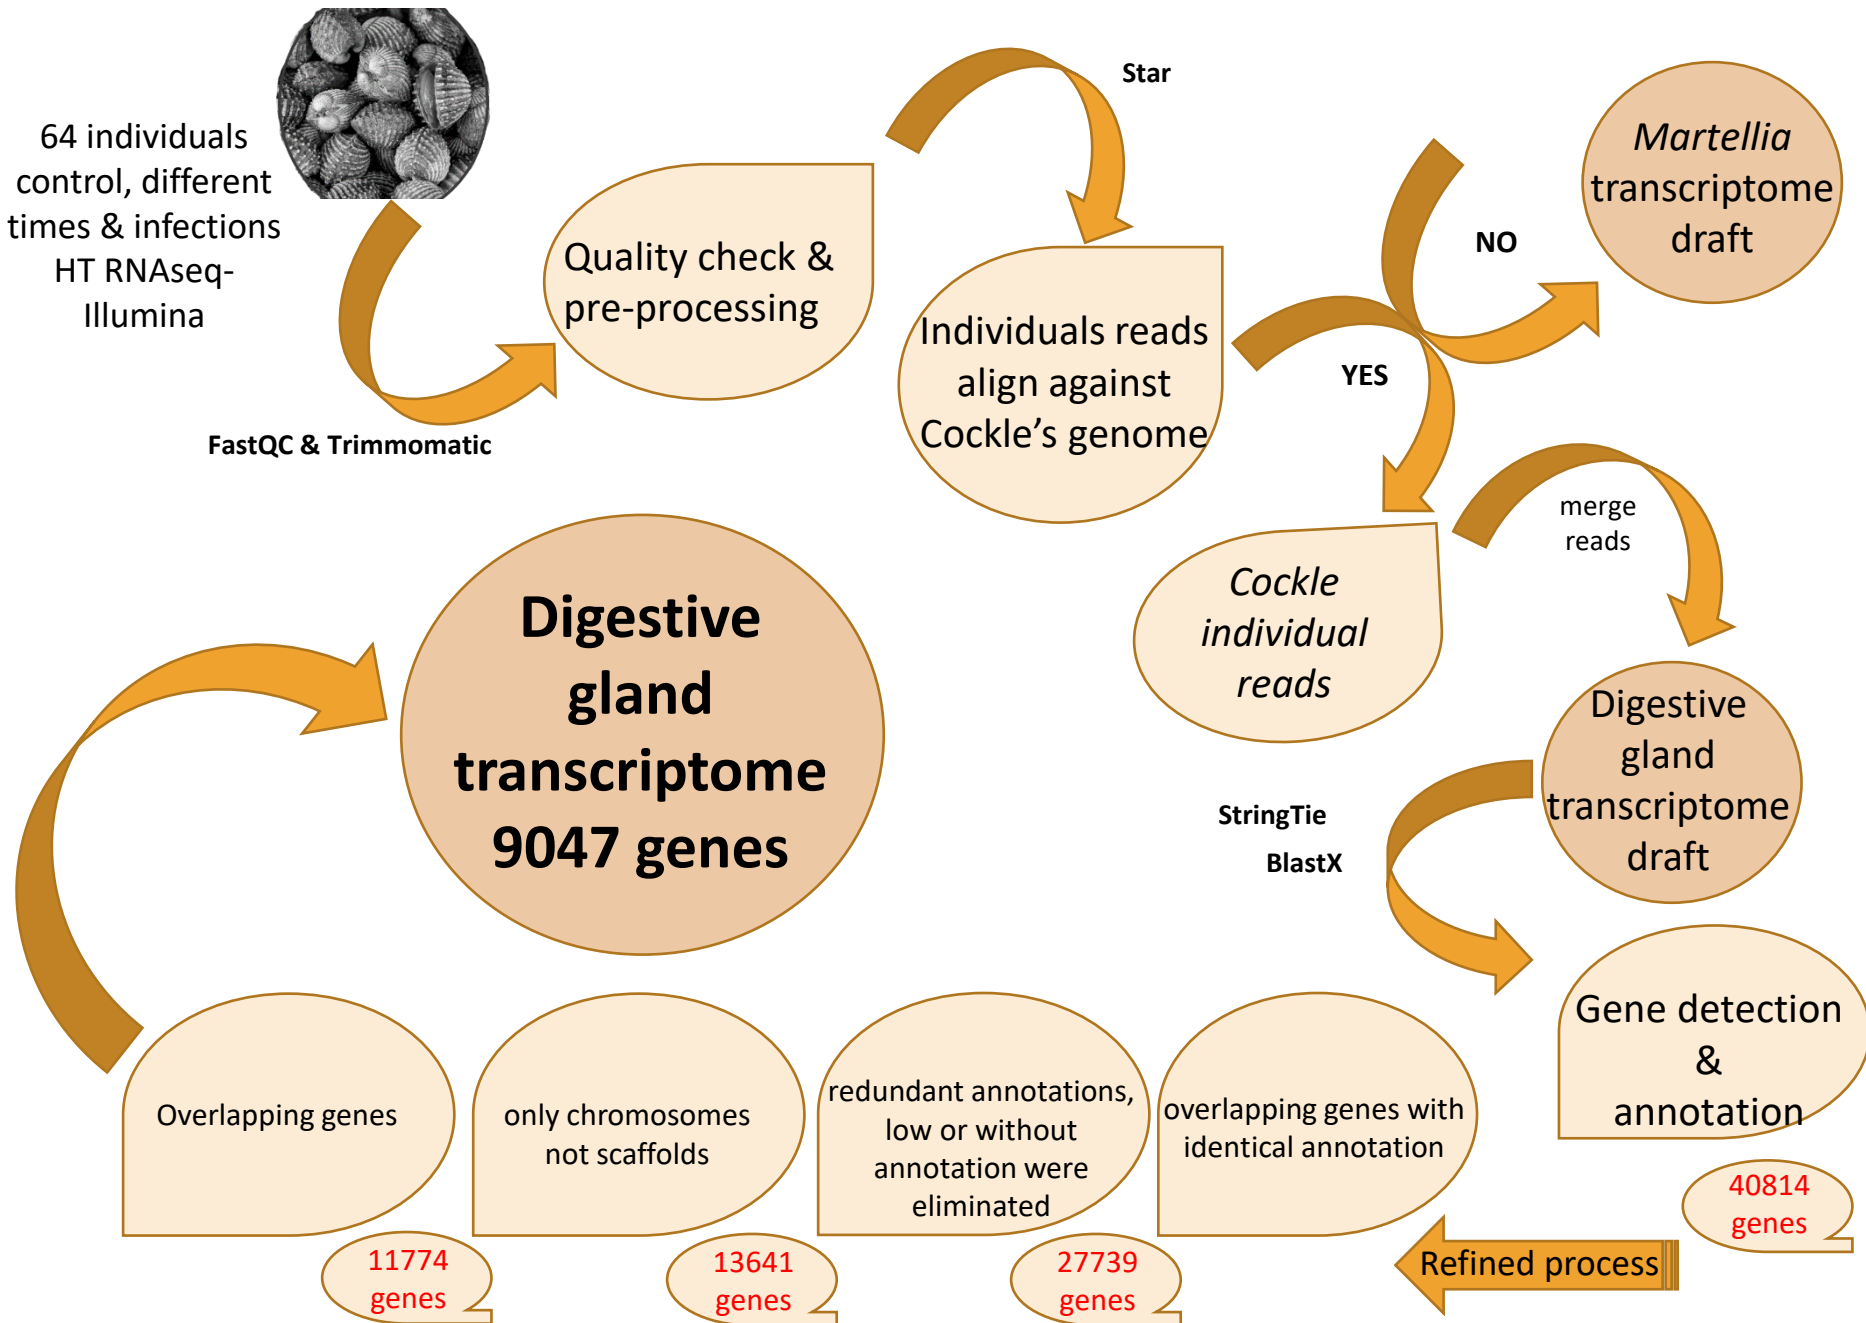 64 individuals
control, different
times & infections
HT RNAseq-
Illumina
FastQC & Trimmomatic
Quality check &
pre-processing
Star
Individuals reads
align against
Cockle's genome
NO
Martellia
transcriptome
draft
YES
Cockle
individual
reads
merge
reads
Digestive
gland
transcriptome
draft
StringTie
BlastX
Gene detection
&
annotation
40814
genes
Refined process
overlapping genes with
identical annotation
27739
genes
redundant annotations,
low or without
annotation were
eliminated
13641
genes
only chromosomes
not scaffolds
11774
genes
Overlapping genes
Digestive
gland
transcriptome
9047 genes